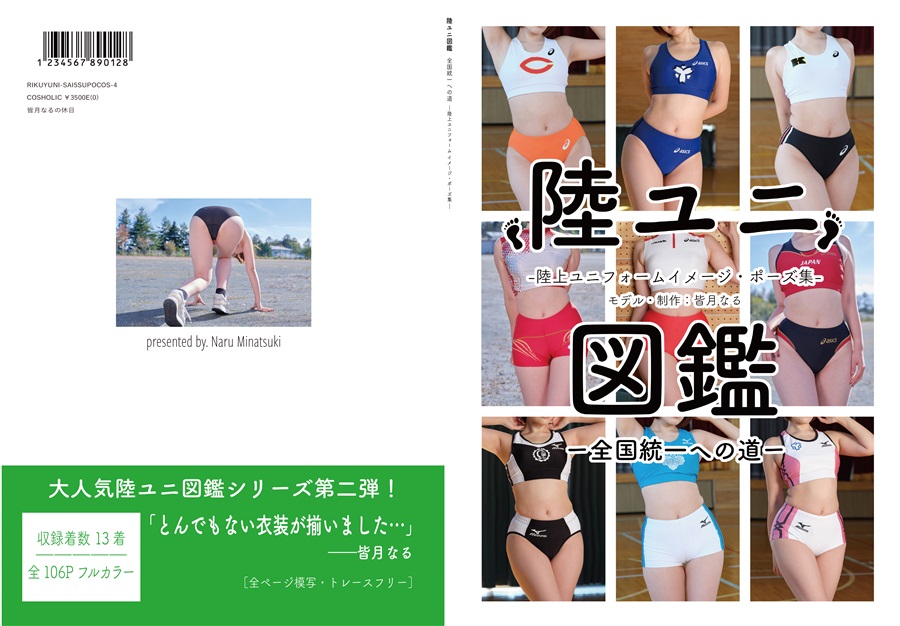 1 234567 890128
RIKUYUNI-SAISSUPOCOS-4
COSHOLIC ￥3500E(0)
皆月なるの休日
presented by. Naru Minatsuki
大人気陸ユニ図鑑シリーズ第二弾！
収録着数 13 着
全 106P フルカラー
「とんでもない衣装が揃いました…」
──皆月なる
［全ページ模写・トレースフリー］
陸ユニ図鑑 全国統一への道 ―陸上ユニフォームイメージ・ポーズ集―
陸ユニ
-陸上ユニフォームイメージ・ポーズ集-
モデル・制作：皆月なる
図鑑
ー全国統一への道ー
C
asics
asics
asics
JAPAN
asics